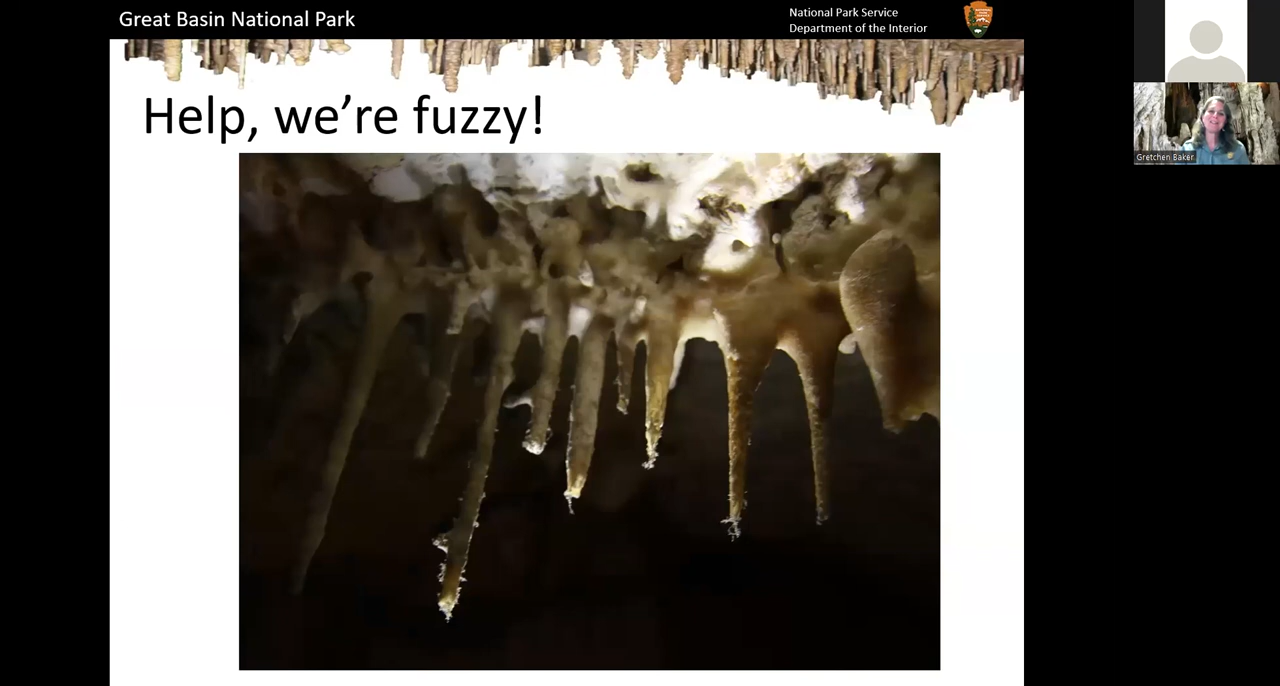 Great Basin National Park
National Park Service
Department of the Interior
Help, we’re fuzzy!
Gretchen Baker